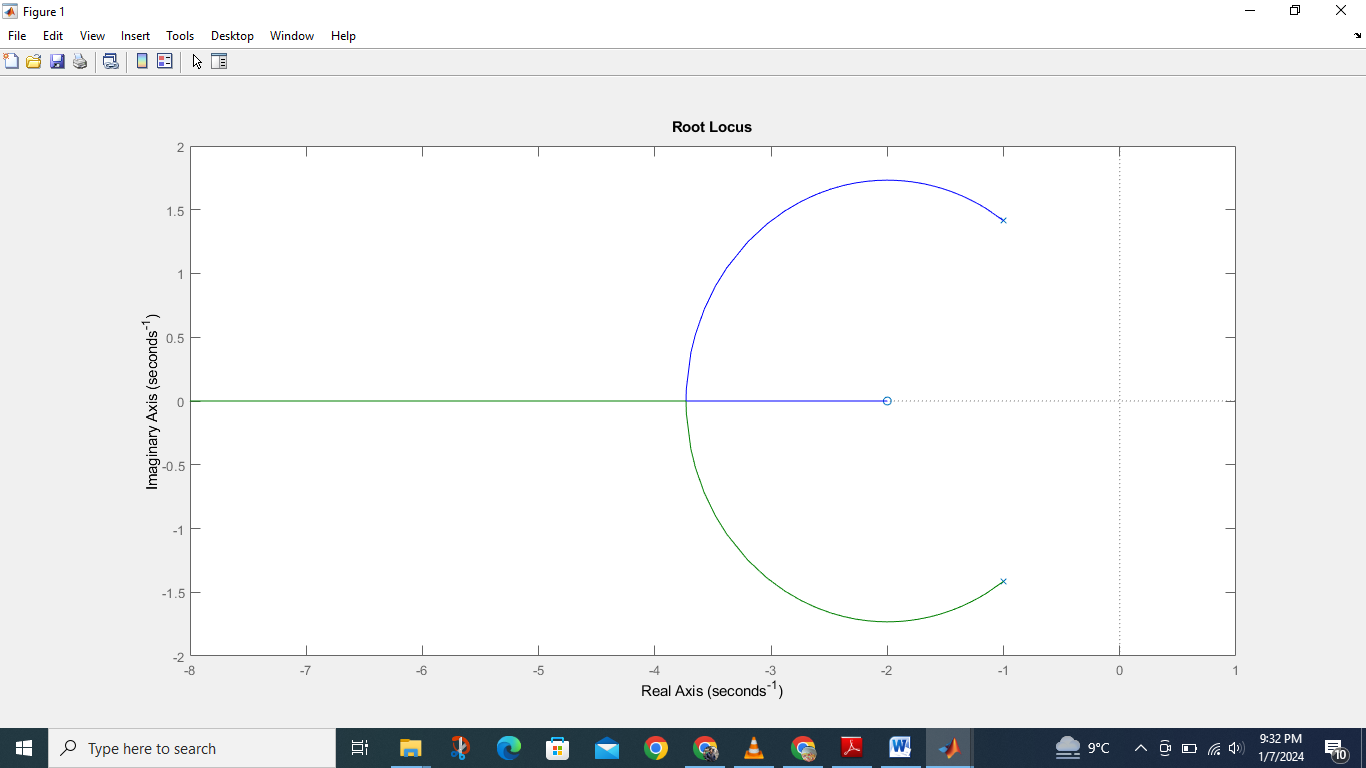 Figure 1
File Edit View Insert Tools Desktop Window Help
Root Locus
2
1.5
1
0.5
0
-0.5
-1
-1.5
-2
Imaginary Axis (seconds-1)
-8 -7 -6 -5 -4 -3 -2 -1 0 1
Real Axis (seconds-1)
Type here to search
W
9°C
9:32 PM
1/7/2024
10